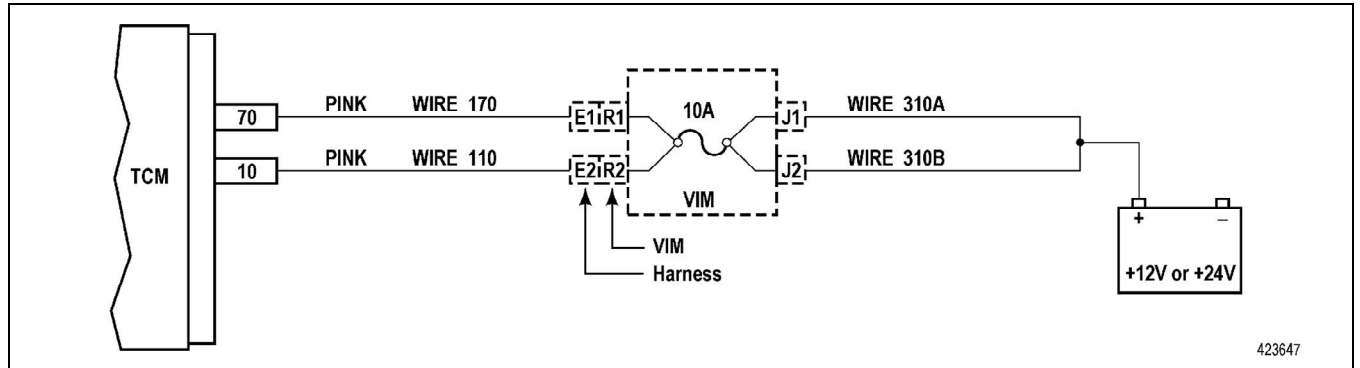 10A
70 PINK WIRE 170 E1 R1 J1 WIRE 310A
TCM
10 PINK WIRE 110 E2 R2 J2 WIRE 310B
VIM
VIM
Harness
+ –
+12V or +24V
423647